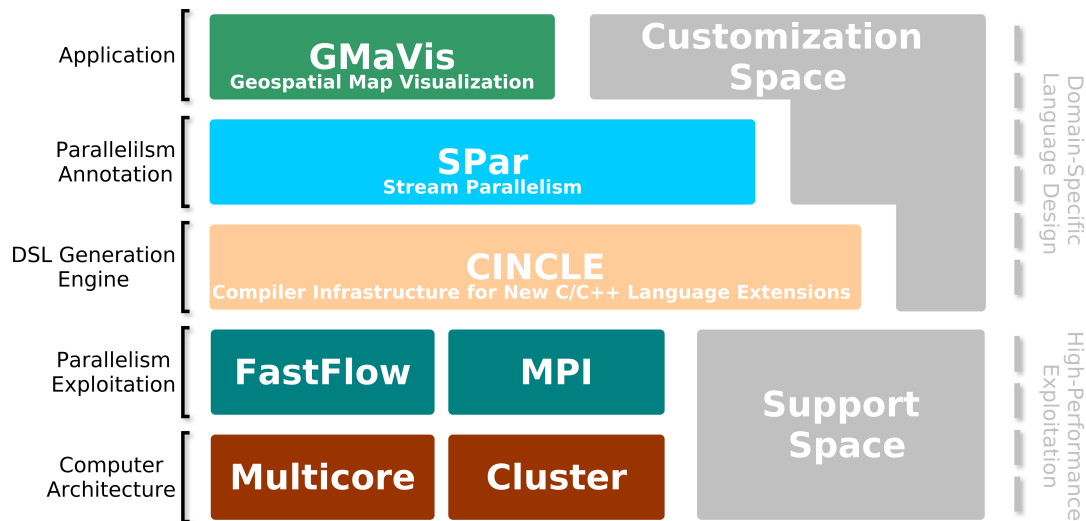 Application
GMaVis
Geospatial Map Visualization
Customization
Space
Parallelilsm
Annotation
SPar
Stream Parallelism
DSL Generation
Engine
CINCLE
Compiler Infrastructure for New C/C++ Language Extensions
Domain-Specific
Language Design
Parallelism
Exploitation
FastFlow
MPI
Support
Space
Computer
Architecture
Multicore
Cluster
High-Performance
Exploitation